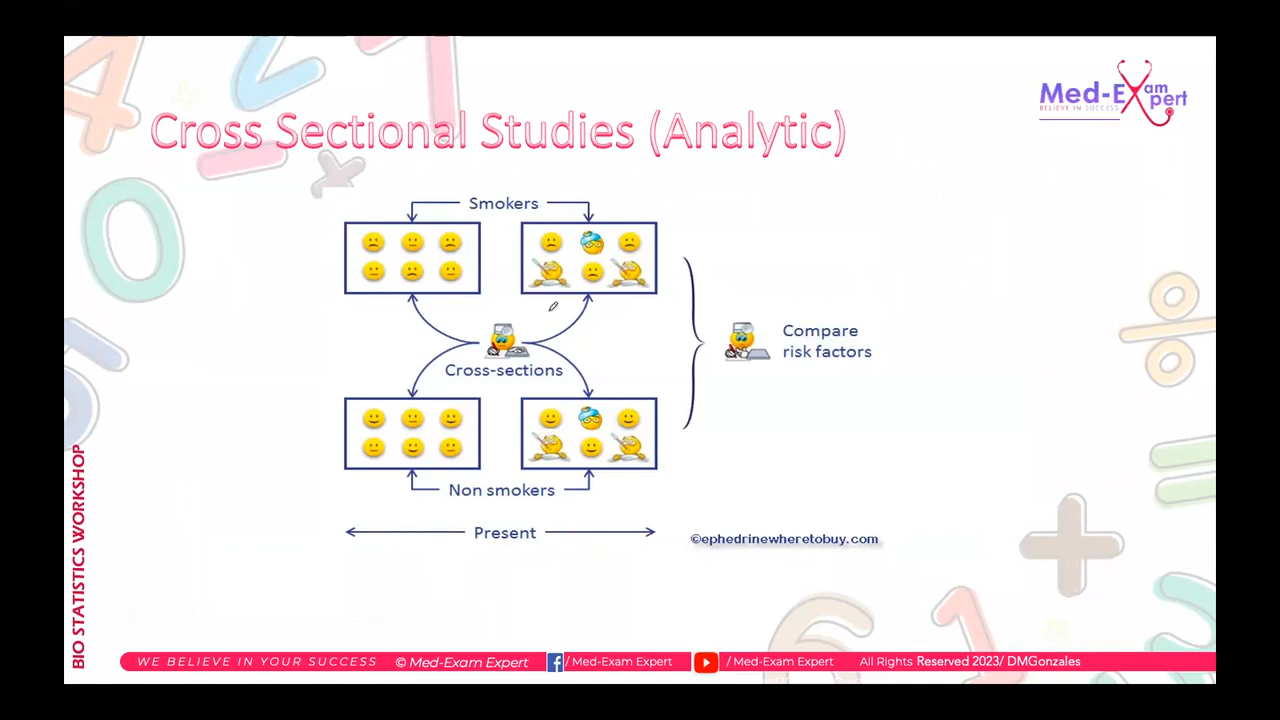 Med-Exam
Expert
BELIEVE IN SUCCESS
Cross Sectional Studies (Analytic)
Smokers
Cross-sections
Compare
risk factors
Non smokers
Present
©ephedrinewheretobuy.com
BIO STATISTICS WORKSHOP
WE BELIEVE IN YOUR SUCCESS © Med-Exam Expert / Med-Exam Expert / Med-Exam Expert All Rights Reserved 2023/ DMGonzales